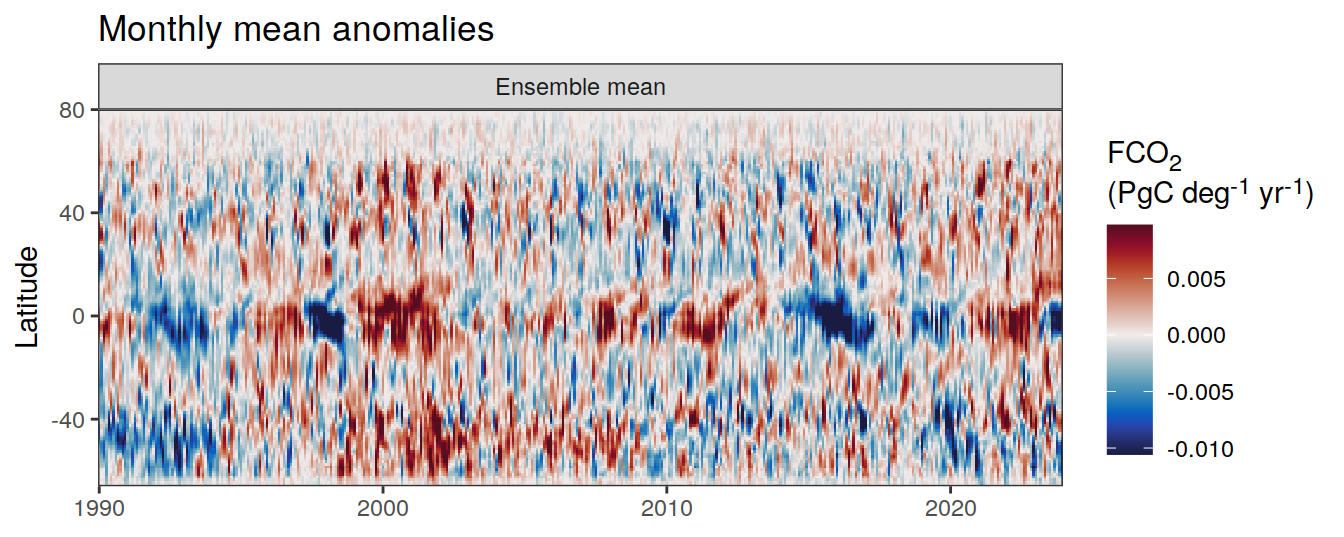 Monthly mean anomalies
Ensemble mean
80
40
0
-40
Latitude
1990 2000 2010 2020
FCO₂
(PgC deg⁻¹ yr⁻¹)
0.005
0.000
-0.005
-0.010